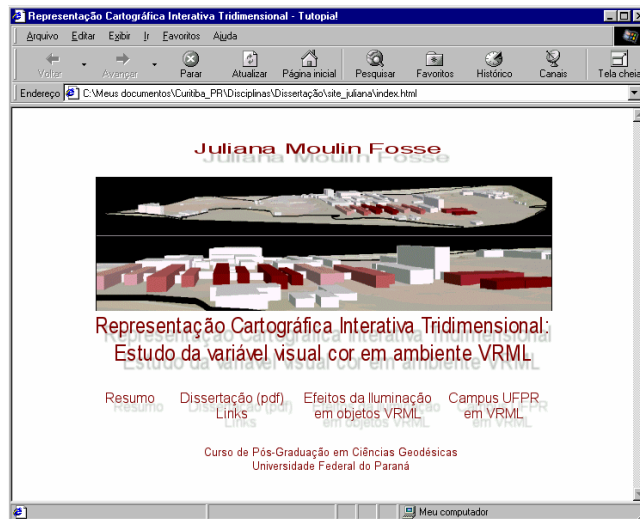 Representação Cartográfica Interativa Tridimensional - Tutopia!
Arquivo Editar Exibir Ir Favoritos Ajuda
Voltar Avançar Parar Atualizar Página inicial Pesquisar Favoritos Histórico Canais Tela cheia
Endereço C:\Meus documentos\Curitiba_PR\Disciplinas\Dissertação\site_juliana\index.html
Juliana Moulin Fosse
Representação Cartográfica Interativa Tridimensional:
Estudo da variável visual cor em ambiente VRML
Resumo Dissertação (pdf) Efeitos da Iluminação Campus UFPR
Links em objetos VRML em VRML
Curso de Pós-Graduação em Ciências Geodésicas
Universidade Federal do Paraná
Meu computador